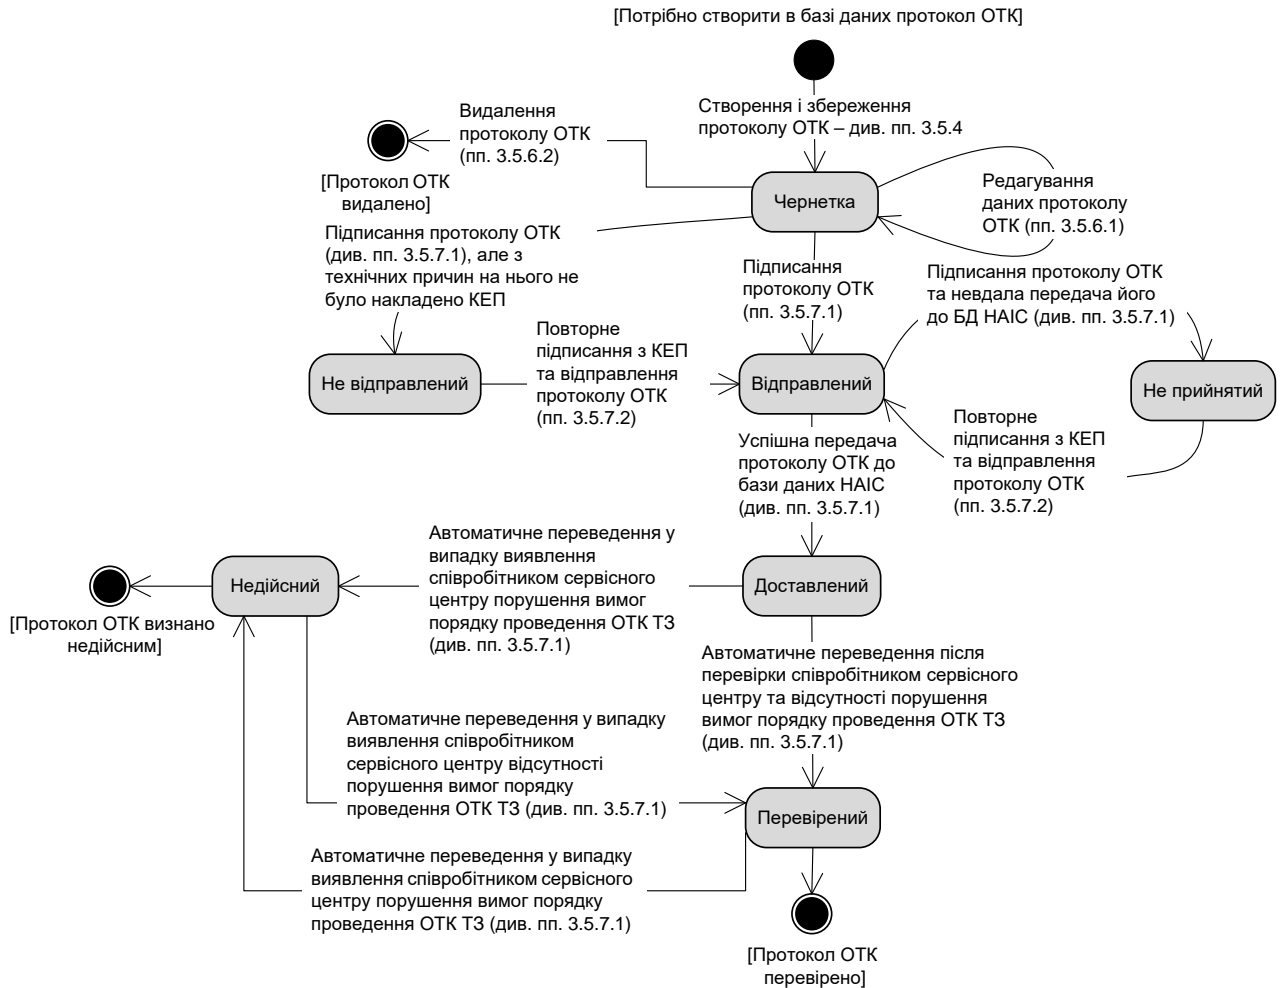 [Потрібно створити в базі даних протокол ОТК]
Створення і збереження
протоколу ОТК – див. пп. 3.5.4
Видалення
протоколу ОТК
(пп. 3.5.6.2)
[Протокол ОТК
видалено]
Чернетка
Редагування
даних протоколу
ОТК (пп. 3.5.6.1)
Підписання протоколу ОТК
(див. пп. 3.5.7.1), але з
технічних причин на нього не
було накладено КЕП
Підписання
протоколу ОТК
(пп. 3.5.7.1)
Підписання протоколу ОТК
та невдала передача його
до БД НАІС (див. пп. 3.5.7.1)
Не відправлений
Повторне
підписання з КЕП
та відправлення
протоколу ОТК
(пп. 3.5.7.2)
Відправлений
Не прийнятий
Повторне
підписання з КЕП
та відправлення
протоколу ОТК
(пп. 3.5.7.2)
Успішна передача
протоколу ОТК до
бази даних НАІС
(див. пп. 3.5.7.1)
Автоматичне переведення у
випадку виявлення
співробітником сервісного
центру порушення вимог
порядку проведення ОТК ТЗ
(див. пп. 3.5.7.1)
Недійсний
Доставлений
[Протокол ОТК визнано
недійсним]
Автоматичне переведення після
перевірки співробітником сервісного
центру та відсутності порушення
вимог порядку проведення ОТК ТЗ
(див. пп. 3.5.7.1)
Автоматичне переведення у випадку
виявлення співробітником
сервісного центру відсутності
порушення вимог порядку
проведення ОТК ТЗ (див. пп. 3.5.7.1)
Перевірений
Автоматичне переведення у випадку
виявлення співробітником сервісного
центру порушення вимог порядку
проведення ОТК ТЗ (див. пп. 3.5.7.1)
[Протокол ОТК
перевірено]